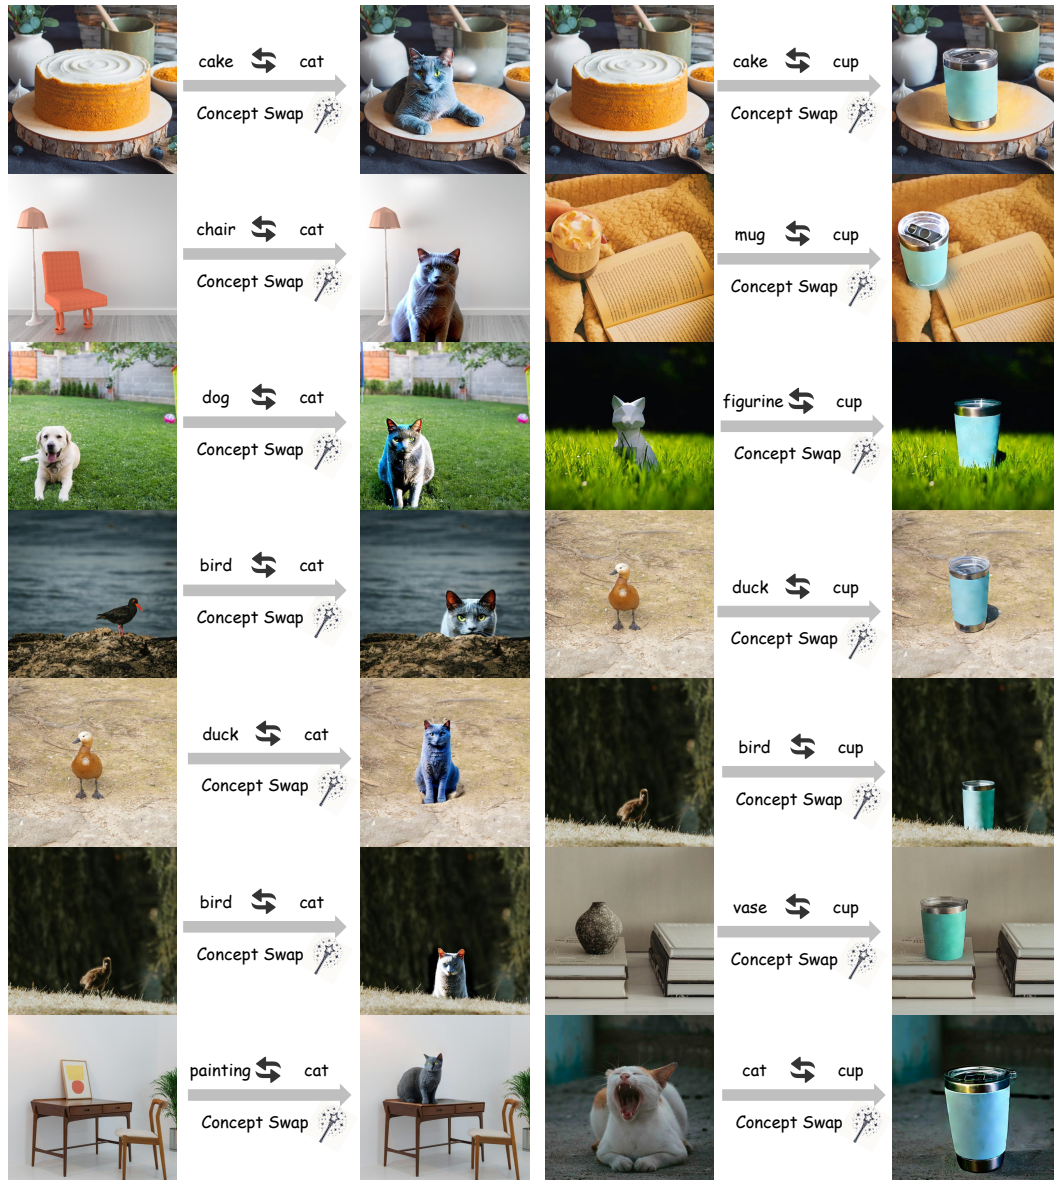 cake cat
Concept Swap
cake cup
Concept Swap
chair cat
Concept Swap
mug cup
Concept Swap
dog cat
Concept Swap
figurine cup
Concept Swap
bird cat
Concept Swap
duck cup
Concept Swap
duck cat
Concept Swap
bird cup
Concept Swap
bird cat
Concept Swap
vase cup
Concept Swap
painting cat
Concept Swap
cat cup
Concept Swap